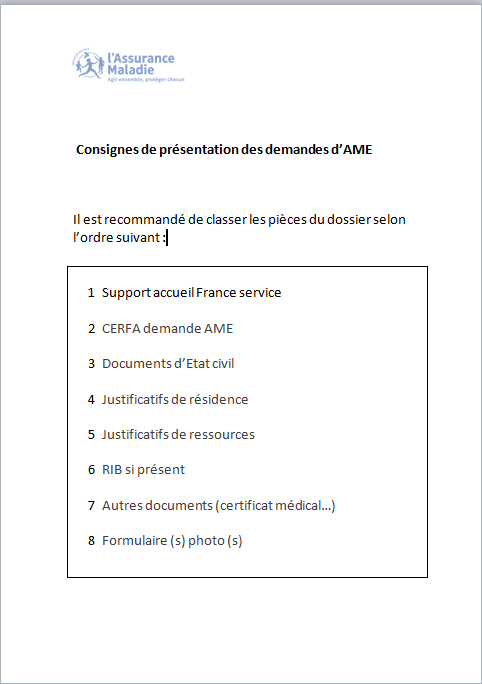 l'Assurance
Maladie
Agir ensemble, protéger chacun
Consignes de présentation des demandes d'AME
Il est recommandé de classer les pièces du dossier selon
l'ordre suivant :
1 Support accueil France service
2 CERFA demande AME
3 Documents d'Etat civil
4 Justificatifs de résidence
5 Justificatifs de ressources
6 RIB si présent
7 Autres documents (certificat médical...)
8 Formulaire (s) photo (s)